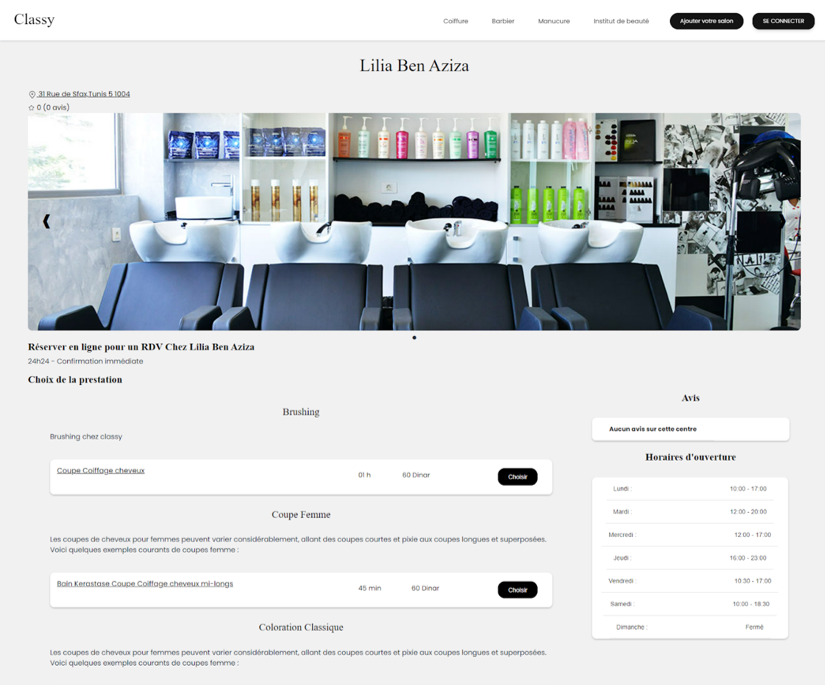 Classy
Coiffure Barbier Manucure Institut de beauté Ajouter votre salon SE CONNECTER
Lilia Ben Aziza
31 Rue de Sfax,Tunis 5 1004
0 (0 avis)
Réserver en ligne pour un RDV Chez Lilia Ben Aziza
24h24 - Confirmation immédiate
Choix de la prestation
Brushing
Brushing chez classy
Coupe Coiffage cheveux 01 h 60 Dinar Choisir
Coupe Femme
Les coupes de cheveux pour femmes peuvent varier considérablement, allant des coupes courtes et pixie aux coupes longues et superposées.
Voici quelques exemples courants de coupes femme :
Bain Kerastase Coupe Coiffage cheveux mi-longs 45 min 60 Dinar Choisir
Coloration Classique
Les coupes de cheveux pour femmes peuvent varier considérablement, allant des coupes courtes et pixie aux coupes longues et superposées.
Voici quelques exemples courants de coupes femme :
Avis
Aucun avis sur cette centre
Horaires d'ouverture
Lundi : 10:00 - 17:00
Mardi : 12:00 - 20:00
Mercredi : 12:00 - 17:00
Jeudi : 16:00 - 23:00
Vendredi : 10:30 - 17:00
Samedi : 10:00 - 18:30
Dimanche : Fermé